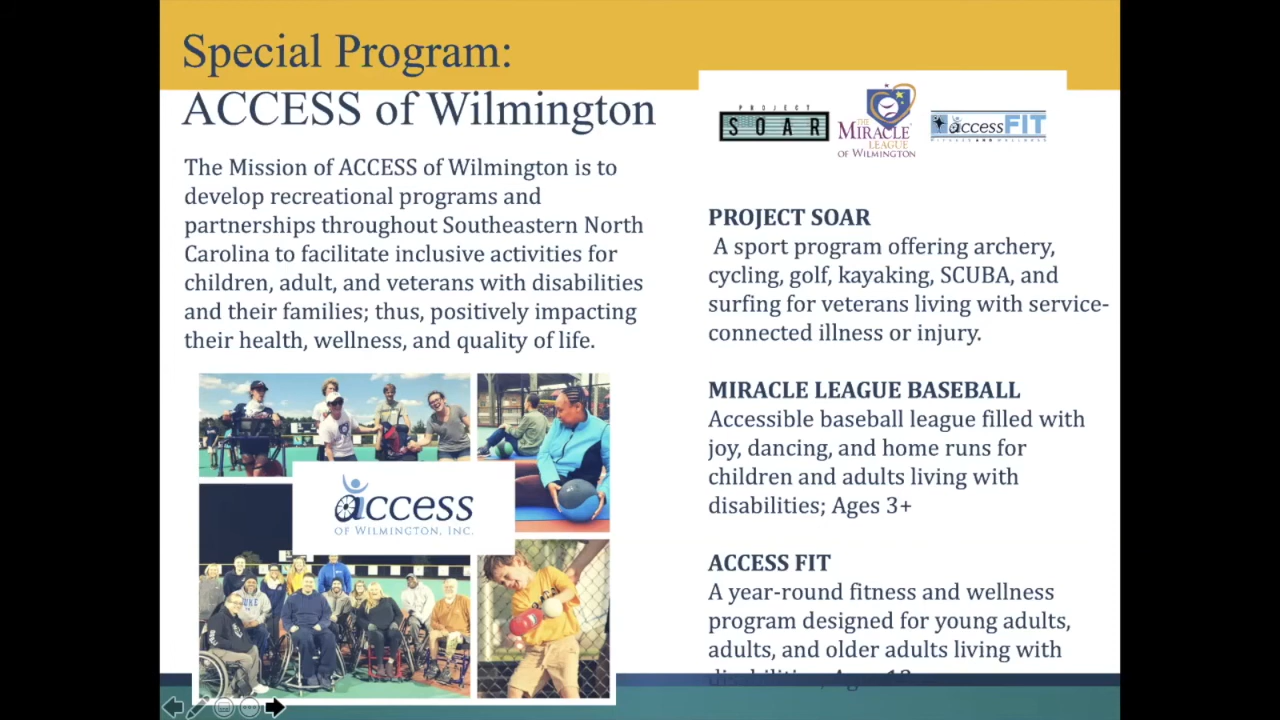 Special Program:
ACCESS of Wilmington
The Mission of ACCESS of Wilmington is to
develop recreational programs and
partnerships throughout Southeastern North
Carolina to facilitate inclusive activities for
children, adult, and veterans with disabilities
and their families; thus, positively impacting
their health, wellness, and quality of life.
access
OF WILMINGTON, INC.
PROJECT
SOAR
THE
MIRACLE
LEAGUE
OF WILMINGTON
accessFIT
FITNESS AND WELLNESS
PROJECT SOAR
A sport program offering archery,
cycling, golf, kayaking, SCUBA, and
surfing for veterans living with service-
connected illness or injury.
MIRACLE LEAGUE BASEBALL
Accessible baseball league filled with
joy, dancing, and home runs for
children and adults living with
disabilities; Ages 3+
ACCESS FIT
A year-round fitness and wellness
program designed for young adults,
adults, and older adults living with